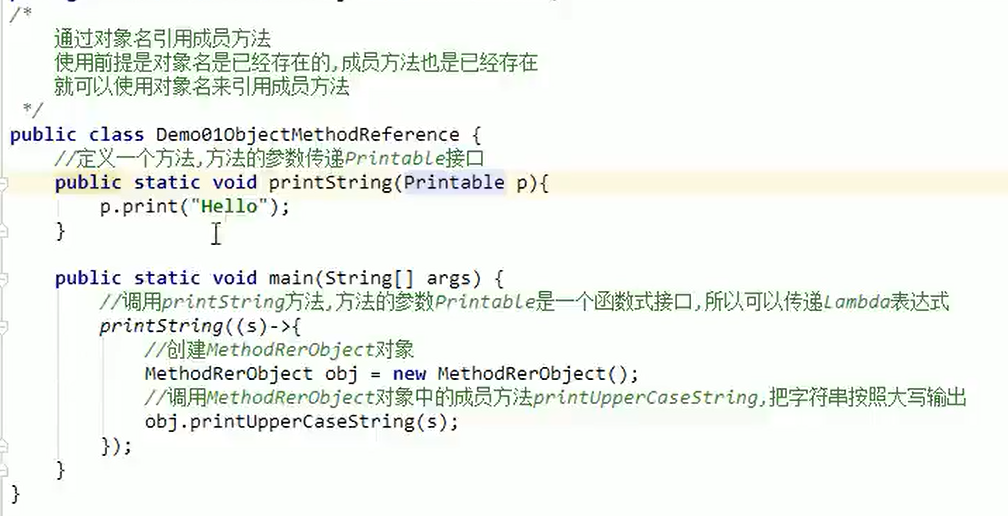 /*
    通过对象名引用成员方法
    使用前提是对象名是已经存在的,成员方法也是已经存在
    就可以使用对象名来引用成员方法
 */
public class Demo01ObjectMethodReference {
    //定义一个方法,方法的参数传递Printable接口
    public static void printString(Printable p){
        p.print("Hello");
    }
    public static void main(String[] args) {
        //调用printString方法,方法的参数Printable是一个函数式接口,所以可以传递Lambda表达式
        printString((s)->{
            //创建MethodRerObject对象
            MethodRerObject obj = new MethodRerObject();
            //调用MethodRerObject对象中的成员方法printUpperCaseString,把字符串按照大写输出
            obj.printUpperCaseString(s);
        });
    }
}